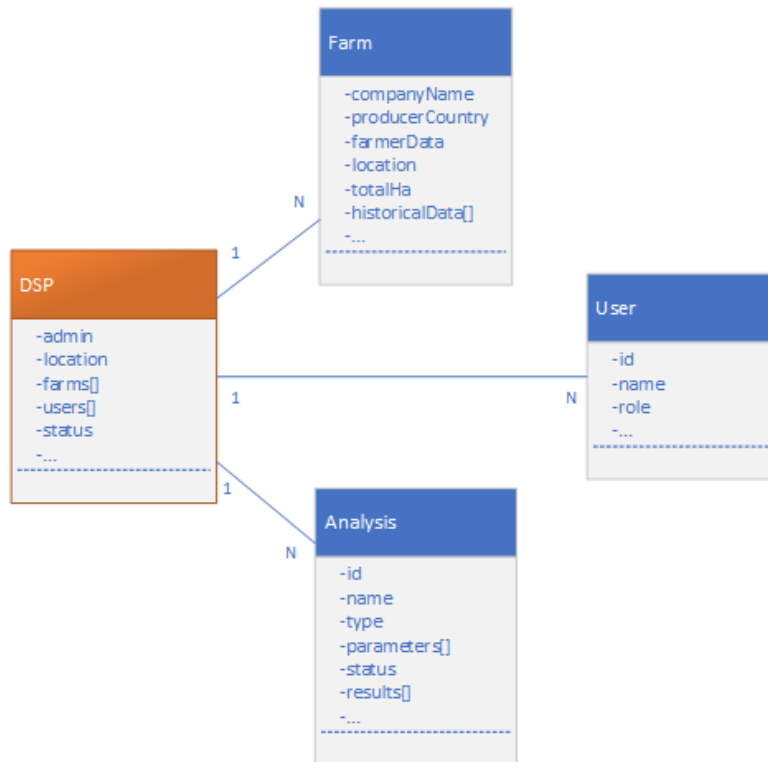 Farm
-companyName
-producerCountry
-farmerData
-location
-totalHa
-historicalData[]
-...
N
1
DSP
-admin
-location
-farms[]
-users[]
-status
-...
User
-id
-name
-role
-...
1
N
1
N
Analysis
-id
-name
-type
-parameters[]
-status
-results[]
-...